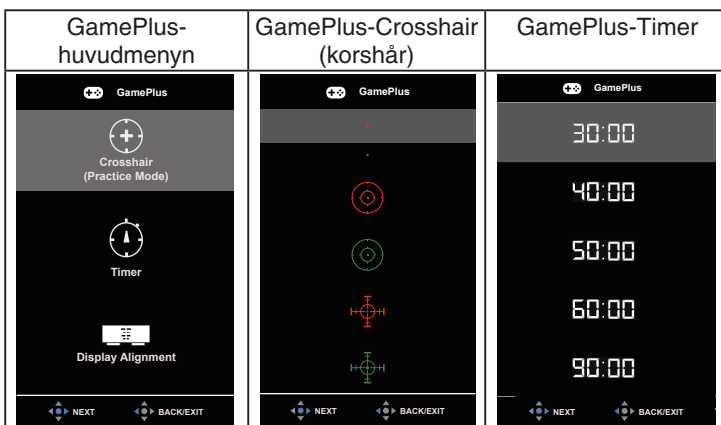 GamePlus-
huvudmenyn
GamePlus-Crosshair
(korshår)
GamePlus-Timer
GamePlus
Crosshair
(Practice Mode)
Timer
Display Alignment
NEXT BACK/EXIT
GamePlus
NEXT BACK/EXIT
GamePlus
30:00
40:00
50:00
60:00
90:00
NEXT BACK/EXIT